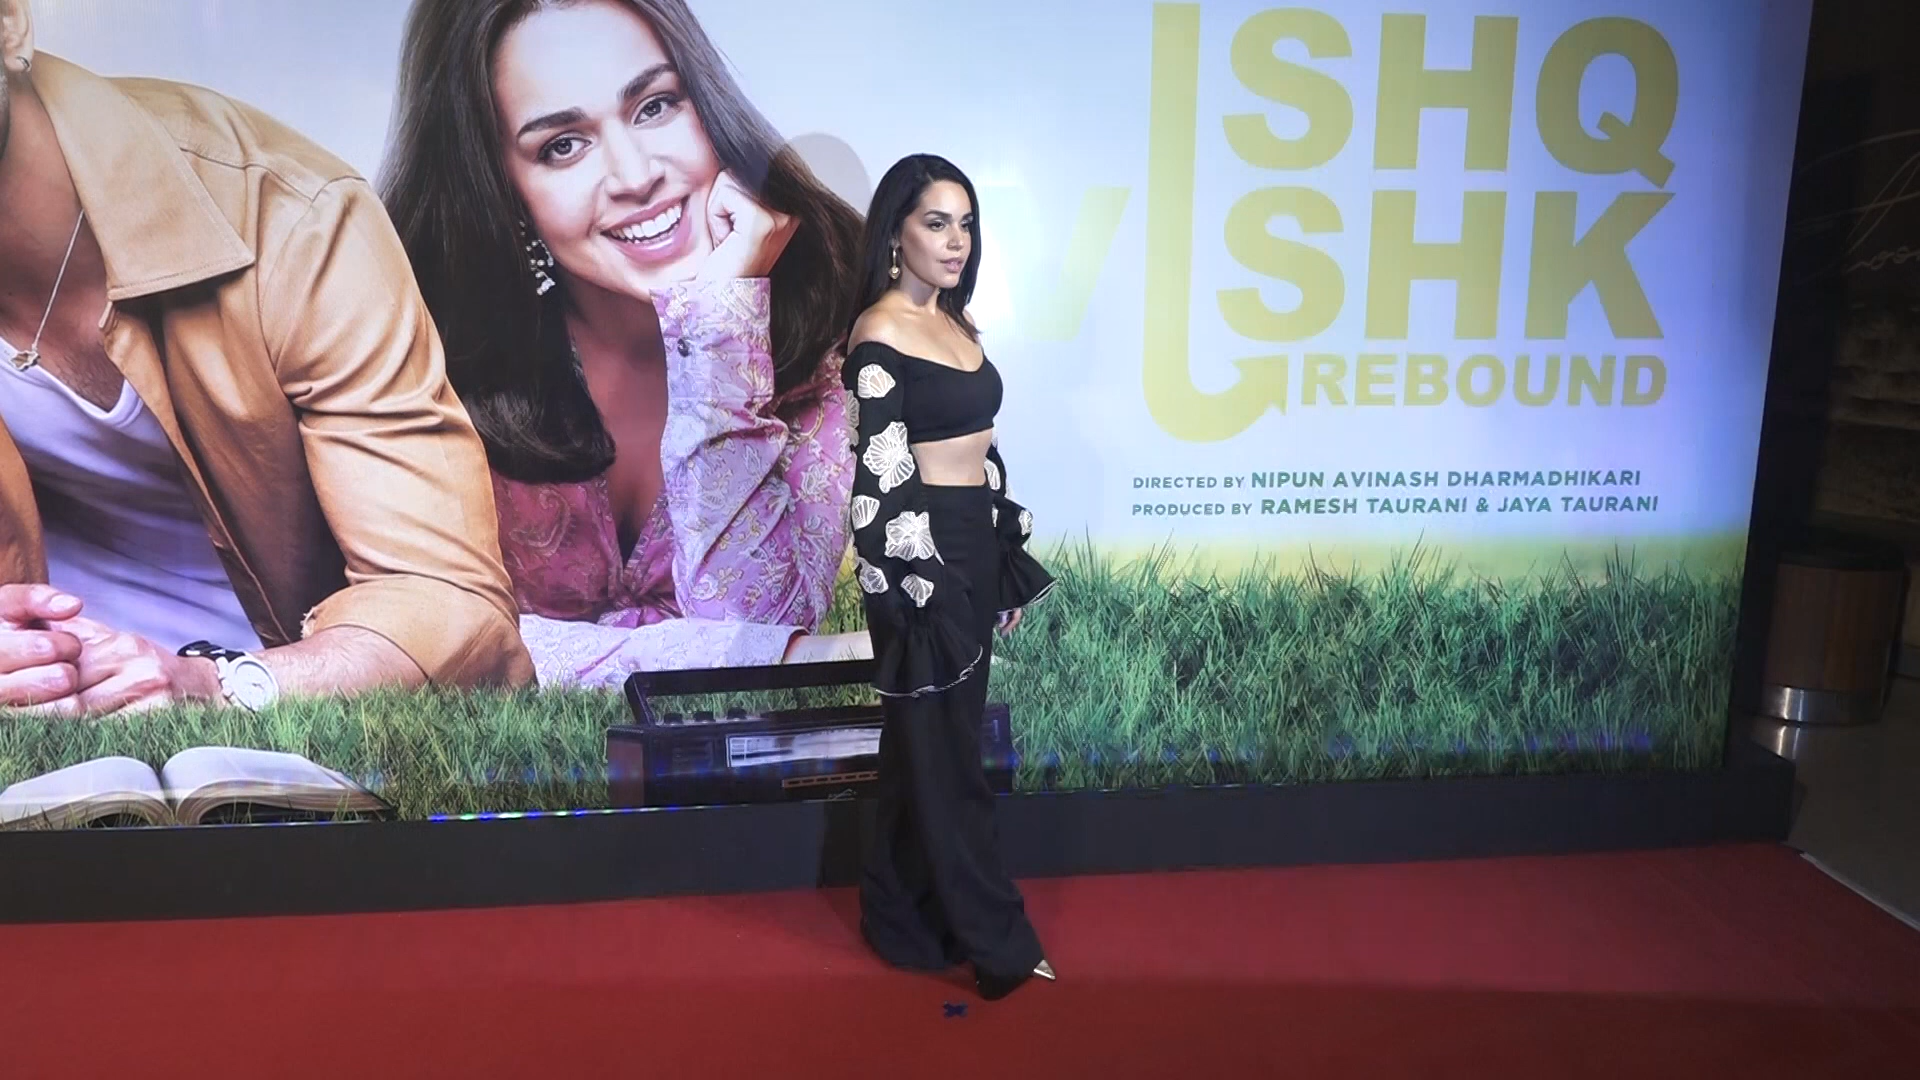 V ISHQ
VISHK
REBOUND
DIRECTED BY NIPUN AVINASH DHARMADHIKARI
PRODUCED BY RAMESH TAURANI & JAYA TAURANI